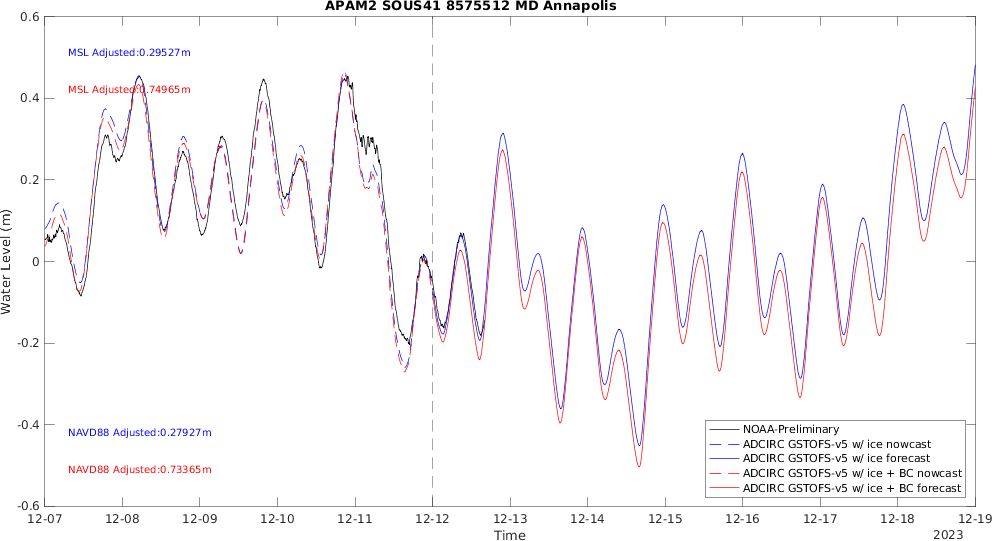 APAM2 SOUS41 8575512 MD Annapolis
Water Level (m)
0.6
0.4
0.2
0
-0.2
-0.4
-0.6
MSL Adjusted:0.29527m
MSL Adjusted:0.74965m
NAVD88 Adjusted:0.27927m
NAVD88 Adjusted:0.73365m
NOAA-Preliminary
ADCIRC GSTOFS-v5 w/ ice nowcast
ADCIRC GSTOFS-v5 w/ ice forecast
ADCIRC GSTOFS-v5 w/ ice + BC nowcast
ADCIRC GSTOFS-v5 w/ ice + BC forecast
12-07 12-08 12-09 12-10 12-11 12-12 12-13 12-14 12-15 12-16 12-17 12-18 12-19
Time
2023